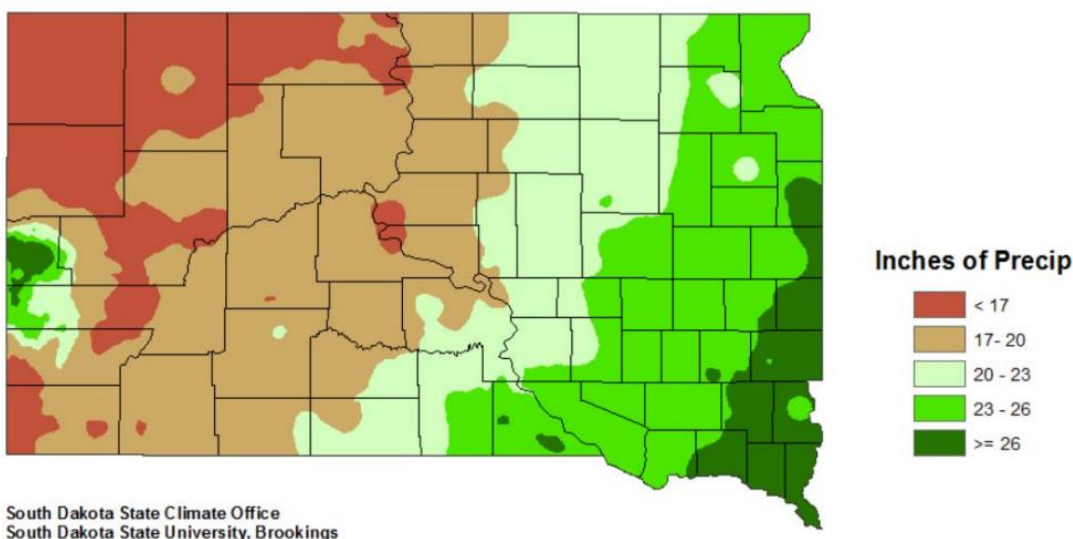 Inches of Precip
< 17
17- 20
20 - 23
23 - 26
>= 26
South Dakota State Climate Office
South Dakota State University, Brookings